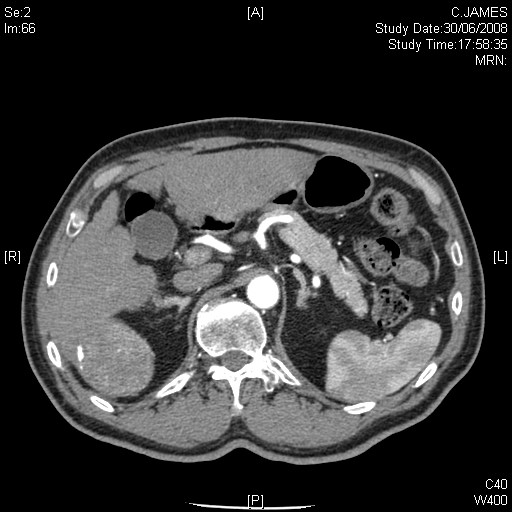 Se:2
Im:66
[A]
C.JAMES
Study Date:30/06/2008
Study Time:17:58:35
MRN:
[R]
[L]
[P]
C40
W400